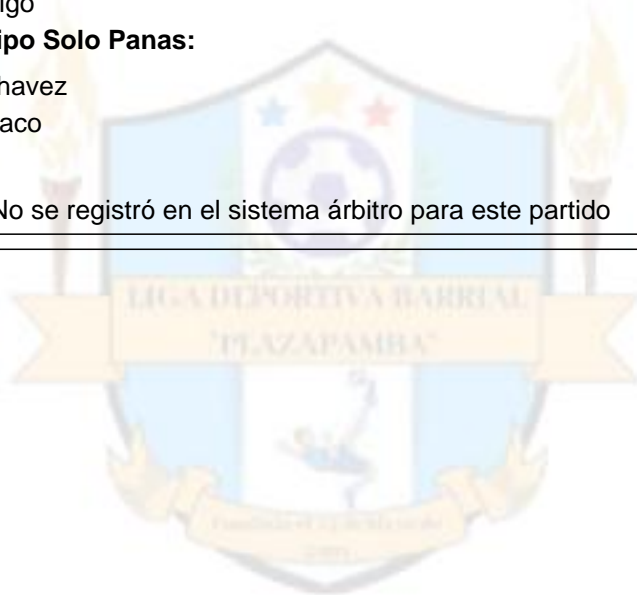 igo
ipo Solo Panas:
havez
aco
No se registró en el sistema árbitro para este partido
LIGA DEPORTIVA BARRIAL
"PLAZAPAMBA"